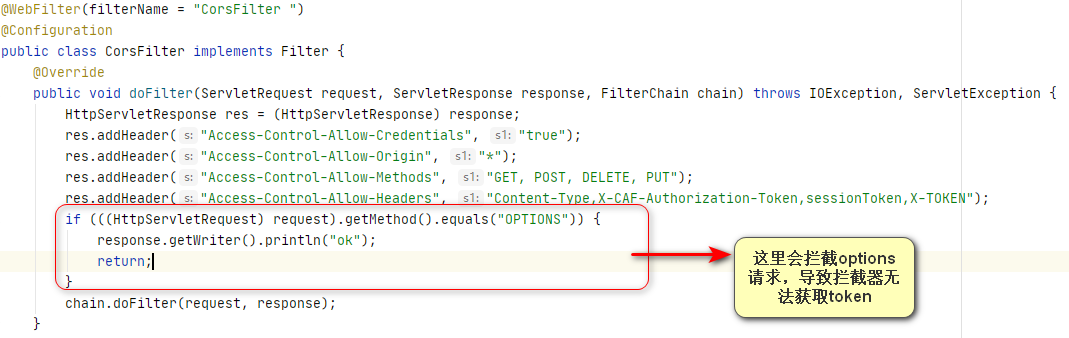 @WebFilter(filterName = "CorsFilter ")
@Configuration
public class CorsFilter implements Filter {
@Override
public void doFilter(ServletRequest request, ServletResponse response, FilterChain chain) throws IOException, ServletException {
HttpServletResponse res = (HttpServletResponse) response;
res.addHeader( s: "Access-Control-Allow-Credentials", s1: "true");
res.addHeader( s: "Access-Control-Allow-Origin", s1: "*");
res.addHeader( s: "Access-Control-Allow-Methods", s1: "GET, POST, DELETE, PUT");
res.addHeader( s: "Access-Control-Allow-Headers", s1: "Content-Type,X-CAF-Authorization-Token,sessionToken,X-TOKEN");
if (((HttpServletRequest) request).getMethod().equals("OPTIONS")) {
response.getWriter().println("ok");
return;
}
chain.doFilter(request, response);
}
这里会拦截options
请求，导致拦截器无
法获取token